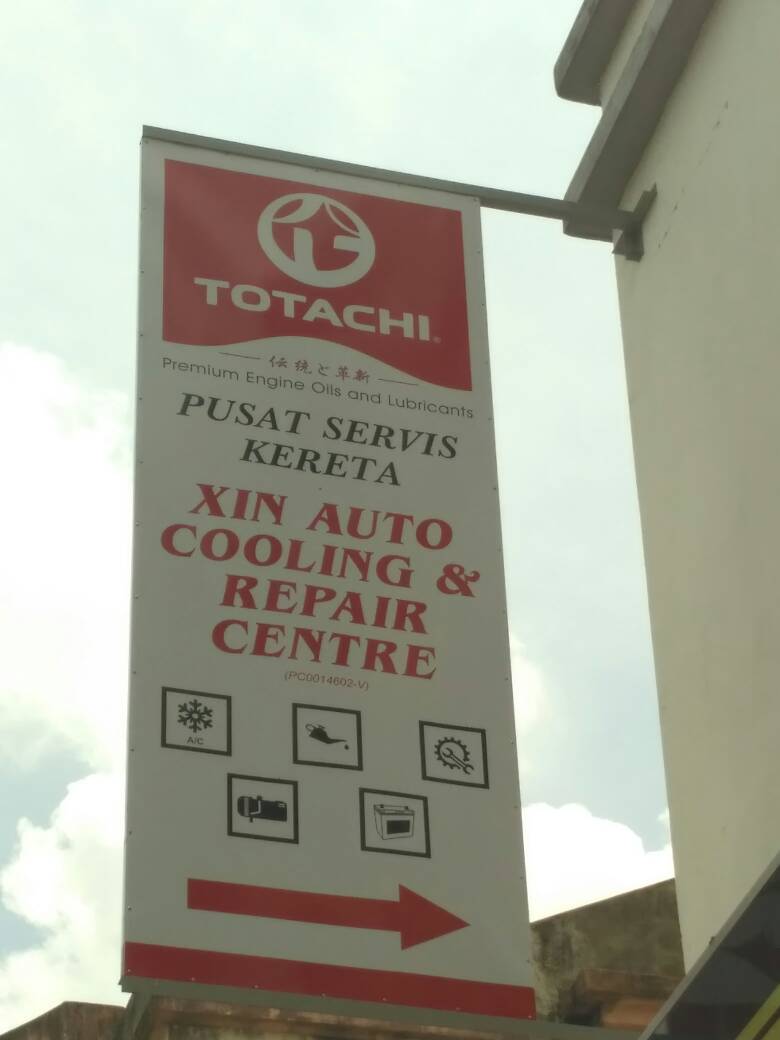 TOTACHI®
伝統と革新
Premium Engine Oils and Lubricants
PUSAT SERVIS
KERETA
XIN AUTO
COOLING &
REPAIR
CENTRE
(PC0014602-V)
A/C